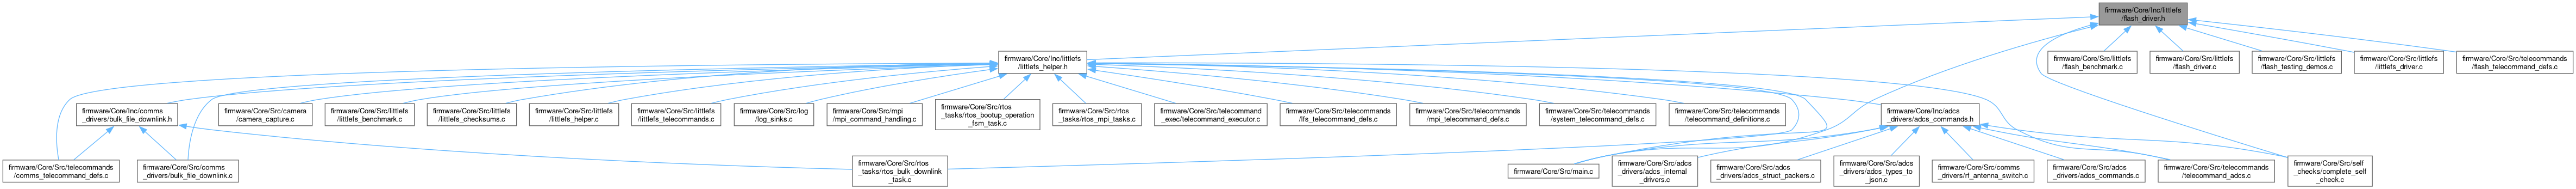 firmware/Core/Inc/littlefs
/flash_driver.h
firmware/Core/Inc/littlefs
/littlefs_helper.h
firmware/Core/Src/littlefs
/flash_benchmark.c
firmware/Core/Src/littlefs
/flash_driver.c
firmware/Core/Src/littlefs
/flash_testing_demos.c
firmware/Core/Src/littlefs
/littlefs_driver.c
firmware/Core/Src/telecommands
/flash_telecommand_defs.c
firmware/Core/Inc/comms
_drivers/bulk_file_downlink.h
firmware/Core/Src/camera
/camera_capture.c
firmware/Core/Src/littlefs
/littlefs_benchmark.c
firmware/Core/Src/littlefs
/littlefs_checksums.c
firmware/Core/Src/littlefs
/littlefs_helper.c
firmware/Core/Src/littlefs
/littlefs_telecommands.c
firmware/Core/Src/log
/log_sinks.c
firmware/Core/Src/mpi
/mpi_command_handling.c
firmware/Core/Src/rtos
_tasks/rtos_bootup_operation
_fsm_task.c
firmware/Core/Src/rtos
_tasks/rtos_mpi_tasks.c
firmware/Core/Src/telecommand
_exec/telecommand_executor.c
firmware/Core/Src/telecommands
/lfs_telecommand_defs.c
firmware/Core/Src/telecommands
/mpi_telecommand_defs.c
firmware/Core/Src/telecommands
/system_telecommand_defs.c
firmware/Core/Src/telecommands
/telecommand_definitions.c
firmware/Core/Inc/adcs
_drivers/adcs_commands.h
firmware/Core/Src/telecommands
/comms_telecommand_defs.c
firmware/Core/Src/comms
_drivers/bulk_file_downlink.c
firmware/Core/Src/rtos
_tasks/rtos_bulk_downlink
_task.c
firmware/Core/Src/main.c
firmware/Core/Src/adcs
_drivers/adcs_internal
_drivers.c
firmware/Core/Src/adcs
_drivers/adcs_struct_packers.c
firmware/Core/Src/adcs
_drivers/adcs_types_to
_json.c
firmware/Core/Src/comms
_drivers/rf_antenna_switch.c
firmware/Core/Src/adcs
_drivers/adcs_commands.c
firmware/Core/Src/telecommands
/telecommand_adcs.c
firmware/Core/Src/self
_checks/complete_self
_check.c